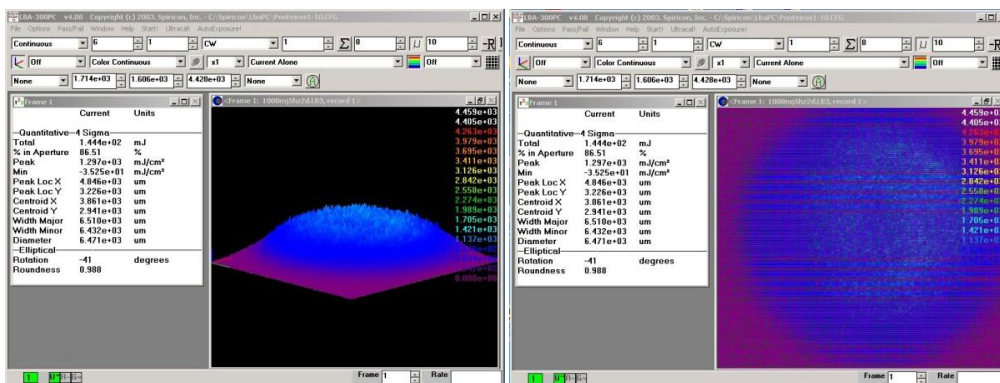 LBA-300PC v4.00 Copyright (c) 2003. Spiricon, Inc. - C:\Spiricon\LbaPC\Punteirox1-10.CFG
File Options Pass/Fail Window Help Start! Ultracal! AutoExposure!
Continuous 6 1 CW 1 Σ 8 μ 10 -R
Off Color Continuous x1 Current Alone Off
None 1.714e+03 1.606e+03 4.428e+03 None A
Frame 1
Current Units
Quantitative-4 Sigma
Total 1.444e+02 mJ
% in Aperture 86.51 %
Peak 1.297e+03 mJ/cm²
Min -3.525e+01 mJ/cm²
Peak Loc X 4.846e+03 um
Peak Loc Y 3.226e+03 um
Centroid X 3.861e+03 um
Centroid Y 2.941e+03 um
Width Major 6.510e+03 um
Width Minor 6.432e+03 um
Diameter 6.471e+03 um
Elliptical
Rotation -41 degrees
Roundness 0.988
<Frame 1: 1000mj5hz2d.LB3, record 1>
4.459e+03
4.405e+03
4.263e+03
3.979e+03
3.695e+03
3.411e+03
3.126e+03
2.842e+03
2.558e+03
2.274e+03
1.989e+03
1.705e+03
1.421e+03
1.137e+03
0.000e+00
1
Frame 1 Rate
LBA-300PC v4.00 Copyright (c) 2003. Spiricon, Inc. - C:\Spiricon\LbaPC\Punteirox1-10.CFG
File Options Pass/Fail Window Help Start! Ultracal! AutoExposure!
Continuous 6 1 CW 1 Σ 8 μ 10 -R
Off Color Continuous x1 Current Alone Off
None 1.714e+03 1.606e+03 4.428e+03 None A
Frame 1
Current Units
Quantitative-4 Sigma
Total 1.444e+02 mJ
% in Aperture 86.51 %
Peak 1.297e+03 mJ/cm²
Min -3.525e+01 mJ/cm²
Peak Loc X 4.846e+03 um
Peak Loc Y 3.226e+03 um
Centroid X 3.861e+03 um
Centroid Y 2.941e+03 um
Width Major 6.510e+03 um
Width Minor 6.432e+03 um
Diameter 6.471e+03 um
Elliptical
Rotation -41 degrees
Roundness 0.988
<Frame 1: 1000mj5hz2d.LB3, record 1>
4.459e+03
4.405e+03
4.263e+03
3.979e+03
3.695e+03
3.411e+03
3.126e+03
2.842e+03
2.558e+03
2.274e+03
1.989e+03
1.705e+03
1.421e+03
1.137e+03
1
Frame 1 Rate